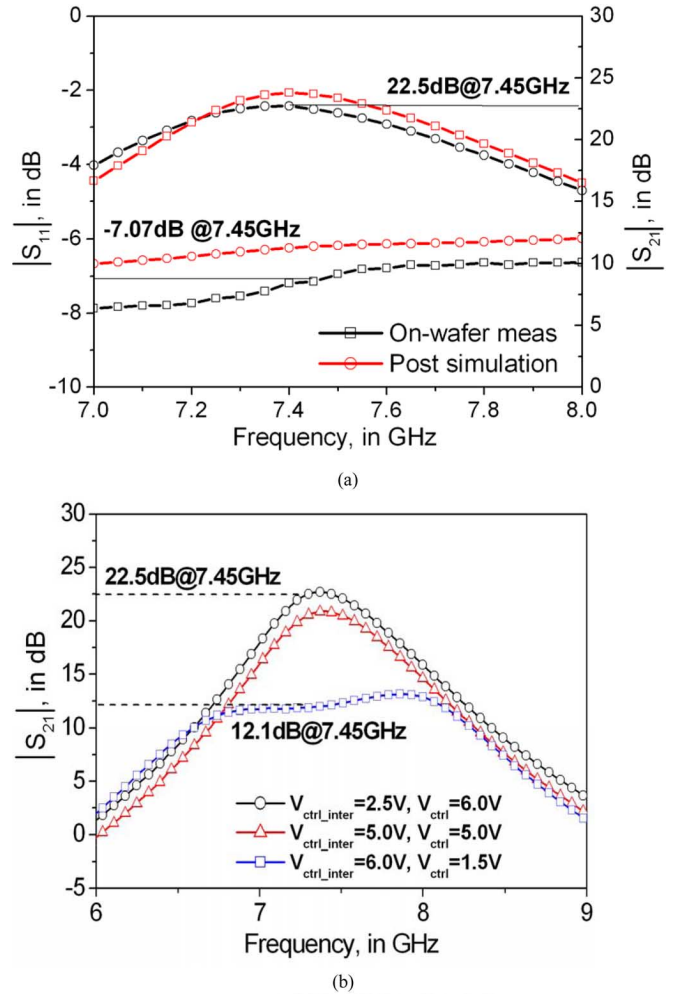 0
-2
-4
-6
-8
-10
|S11|, in dB
30
25
20
15
10
5
0
|S21|, in dB
22.5dB@7.45GHz
-7.07dB @7.45GHz
On-wafer meas
Post simulation
7.0 7.2 7.4 7.6 7.8 8.0
Frequency, in GHz
(a)
30
25
20
15
10
5
0
-5
|S21|, in dB
22.5dB@7.45GHz
12.1dB@7.45GHz
Vctrl_inter=2.5V, Vctrl=6.0V
Vctrl_inter=5.0V, Vctrl=5.0V
Vctrl_inter=6.0V, Vctrl=1.5V
6 7 8 9
Frequency, in GHz
(b)